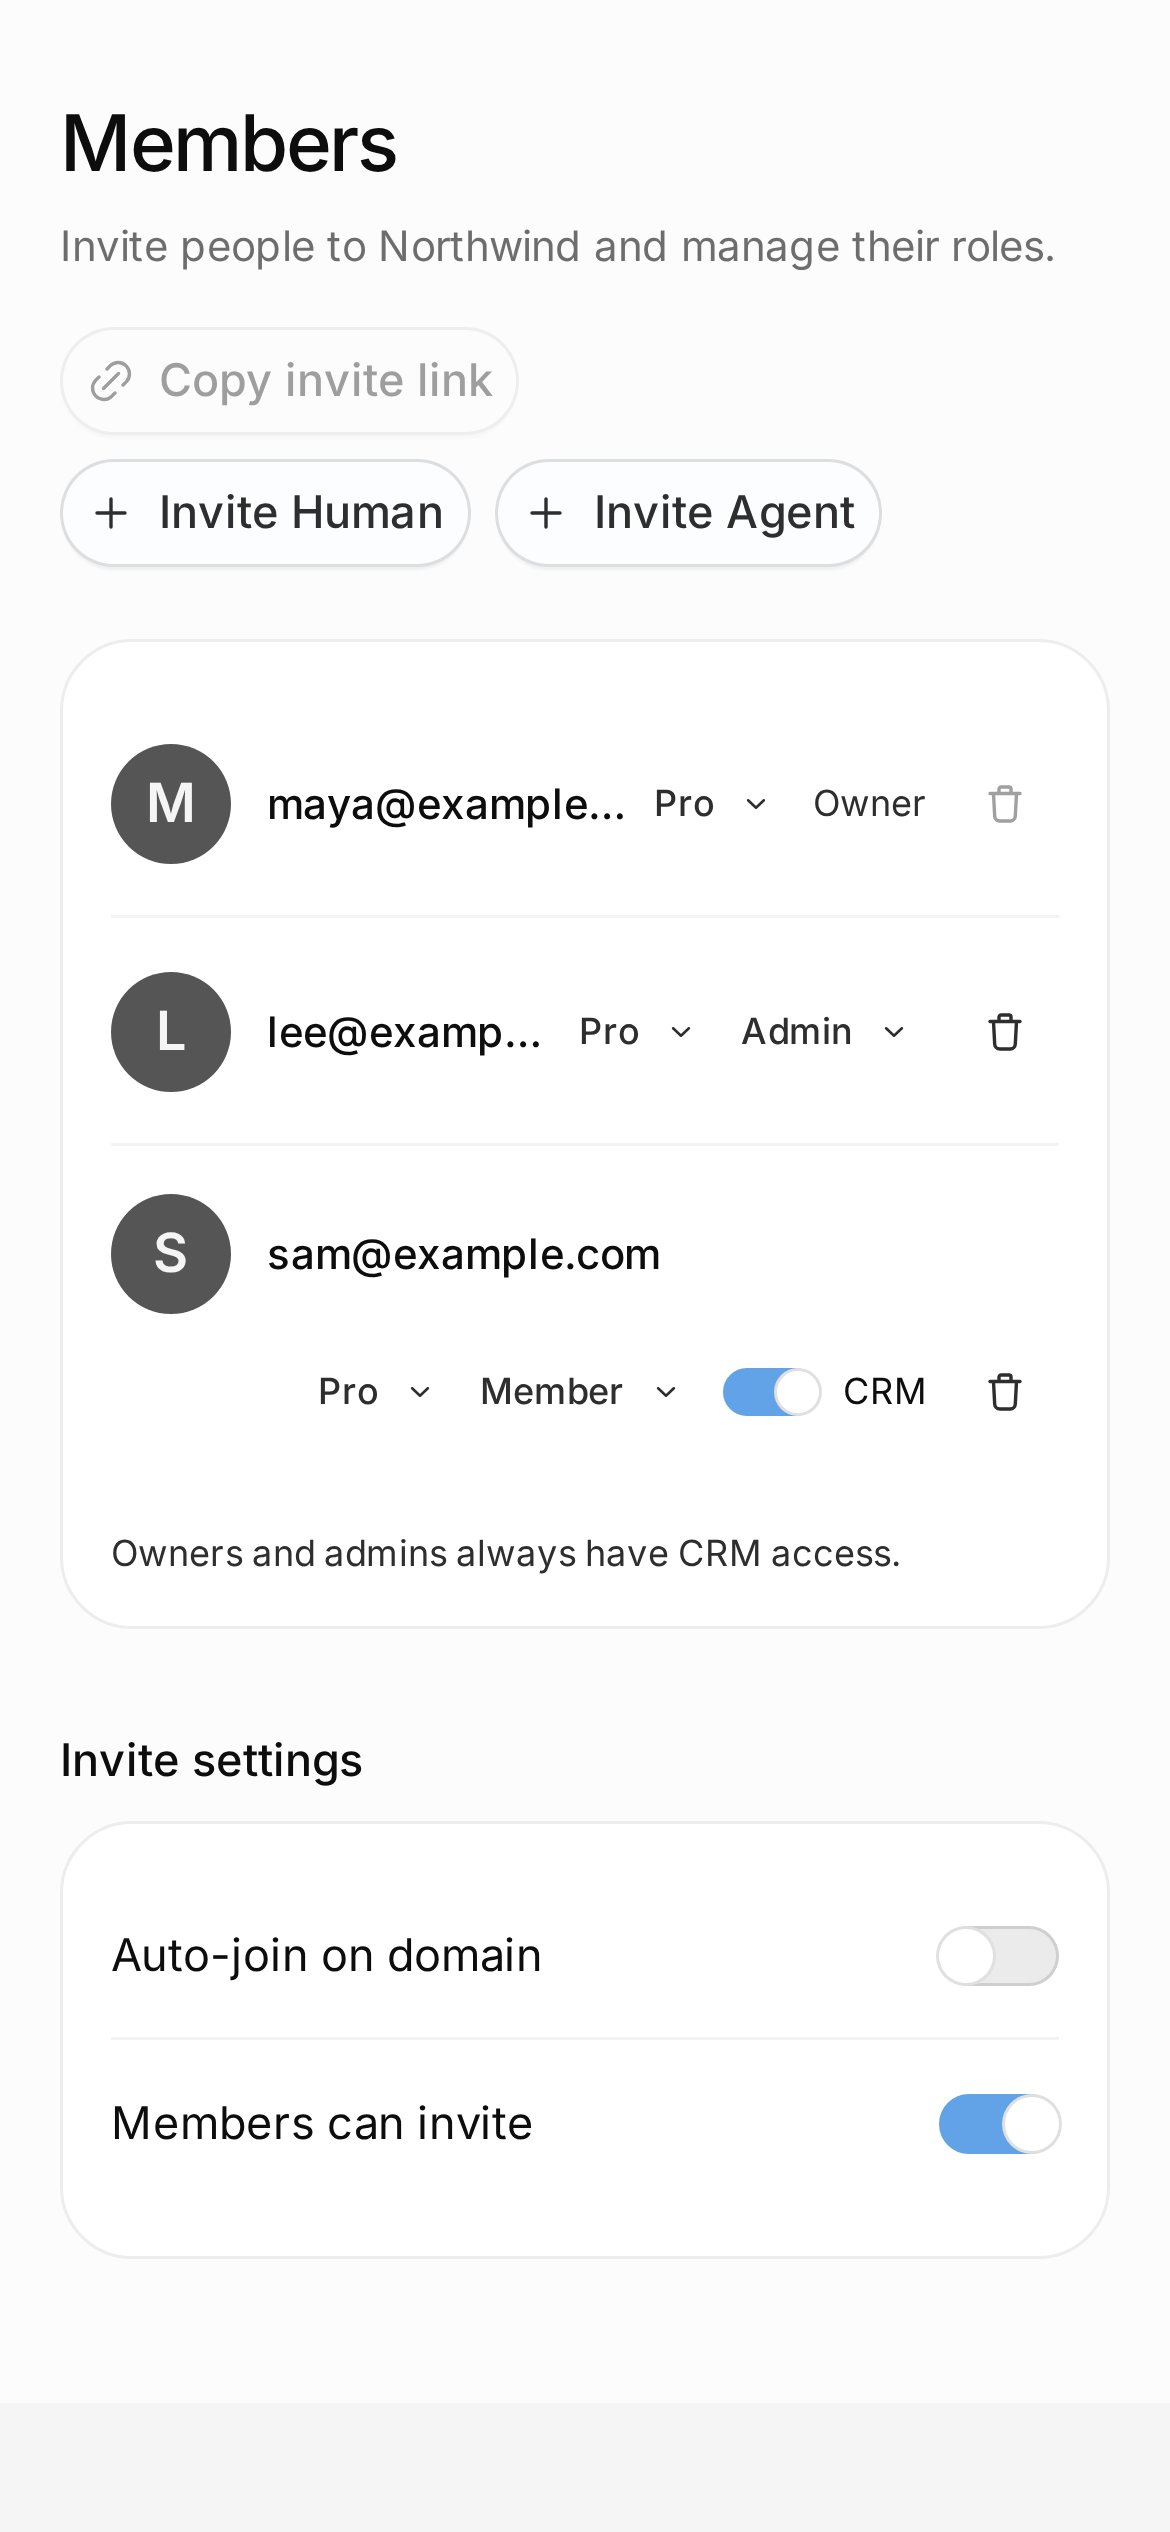 Members
Invite people to Northwind and manage their roles.
Copy invite link
Invite Human Invite Agent
M maya@example... Pro Owner
L lee@examp... Pro Admin
S sam@example.com
Pro Member CRM
Owners and admins always have CRM access.
Invite settings
Auto-join on domain
Members can invite